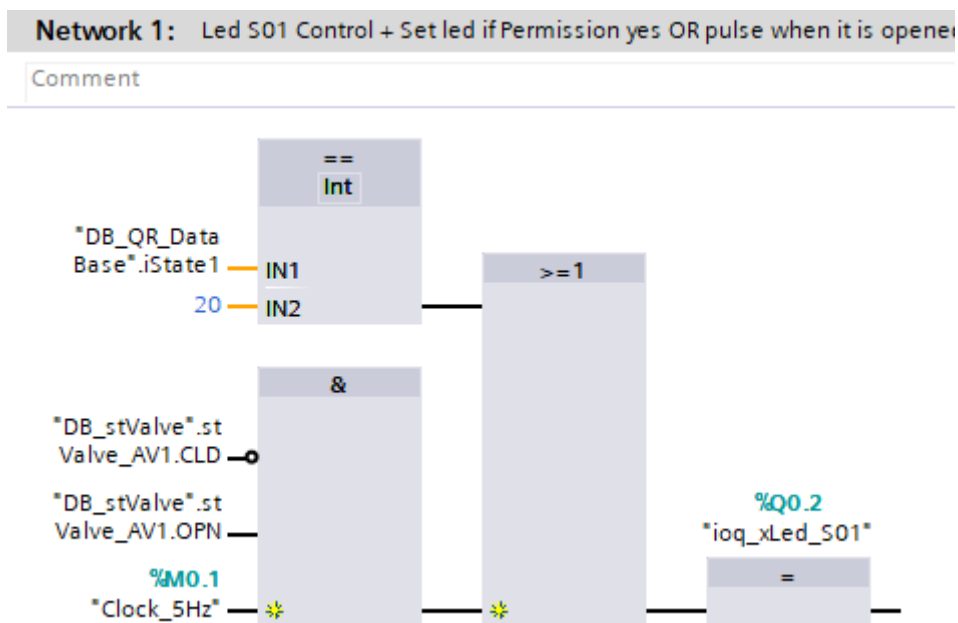 Network 1: Led S01 Control + Set led if Permission yes OR pulse when it is opened
Comment
==
Int
"DB_QR_Data
Base".iState1
IN1
20
IN2
>=1
&
"DB_stValve".st
Valve_AV1.CLD
"DB_stValve".st
Valve_AV1.OPN
%Q0.2
"ioq_xLed_S01"
=
%M0.1
"Clock_5Hz"